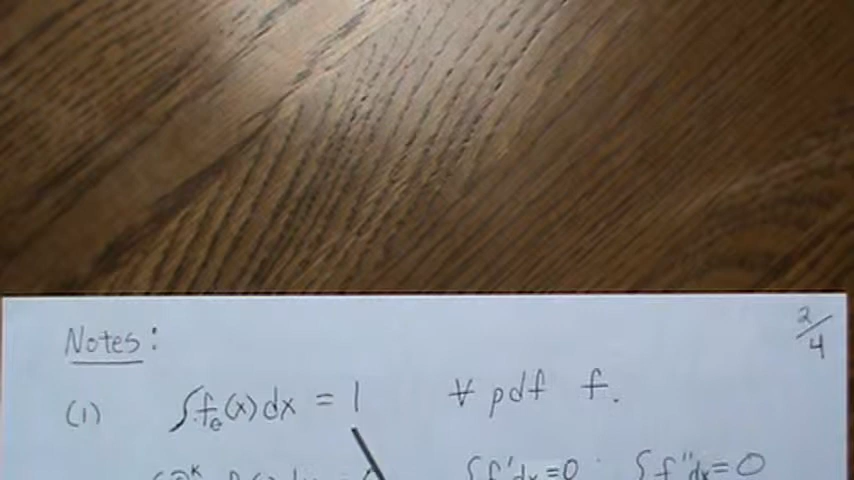 Notes:
2/4
(1) ∫f_θ(x)dx = 1 ∀ pdf f.
∫f'dx=0 ∫f''dx=0